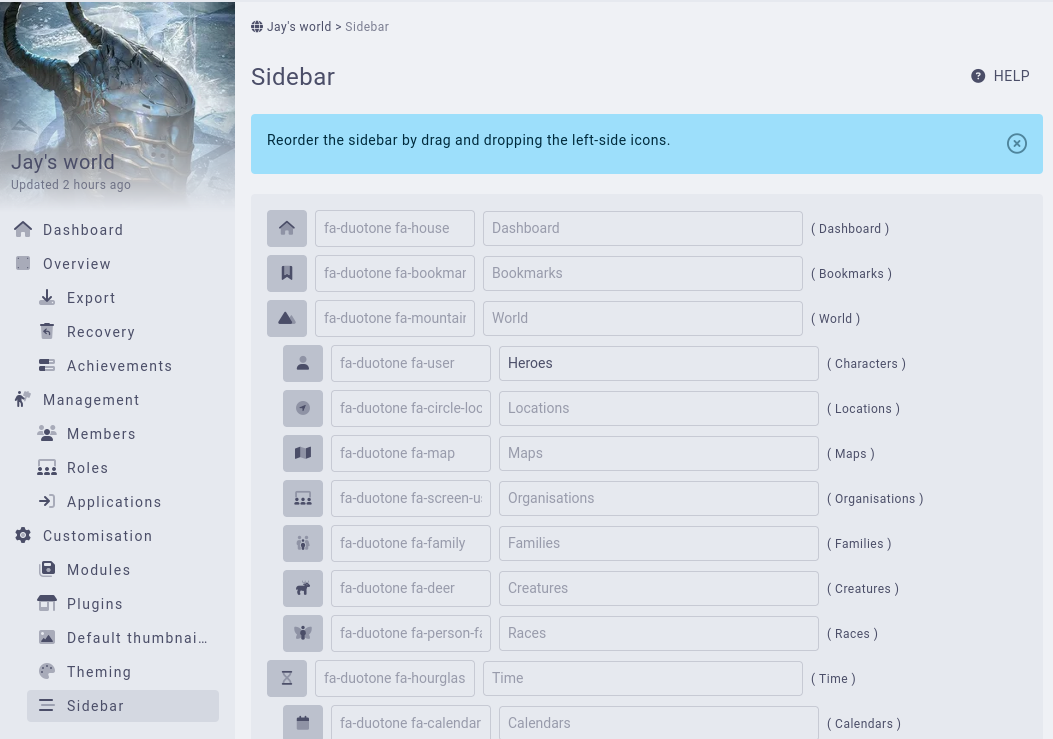 Jay's world > Sidebar
Sidebar
HELP
Reorder the sidebar by drag and dropping the left-side icons.
Jay's world
Updated 2 hours ago
Dashboard
Overview
Export
Recovery
Achievements
Management
Members
Roles
Applications
Customisation
Modules
Plugins
Default thumbnai...
Theming
Sidebar
fa-duotone fa-house Dashboard ( Dashboard )
fa-duotone fa-bookmar Bookmarks ( Bookmarks )
fa-duotone fa-mountain World ( World )
fa-duotone fa-user Heroes ( Characters )
fa-duotone fa-circle-loc Locations ( Locations )
fa-duotone fa-map Maps ( Maps )
fa-duotone fa-screen-u Organisations ( Organisations )
fa-duotone fa-family Families ( Families )
fa-duotone fa-deer Creatures ( Creatures )
fa-duotone fa-person-fa Races ( Races )
fa-duotone fa-hourglas Time ( Time )
fa-duotone fa-calendar Calendars ( Calendars )